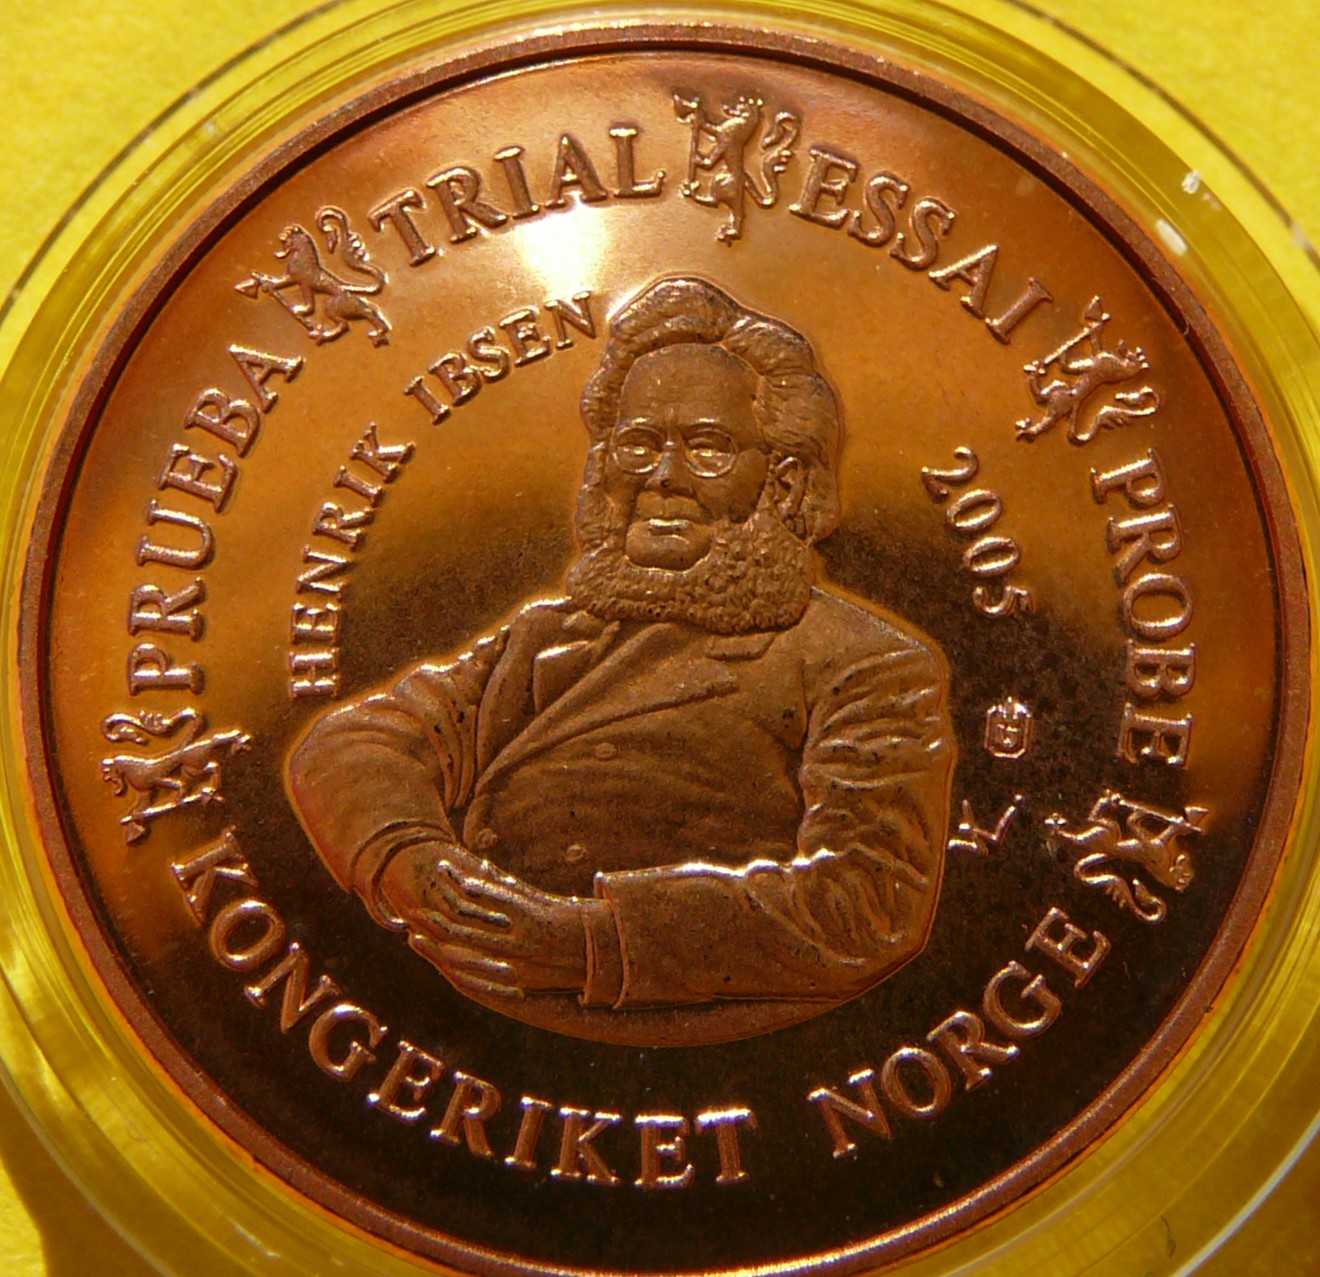 PRUEBA TRIAL ESSAI PROBE
HENRIK IBSEN
2005
KONGERIKET NORGE